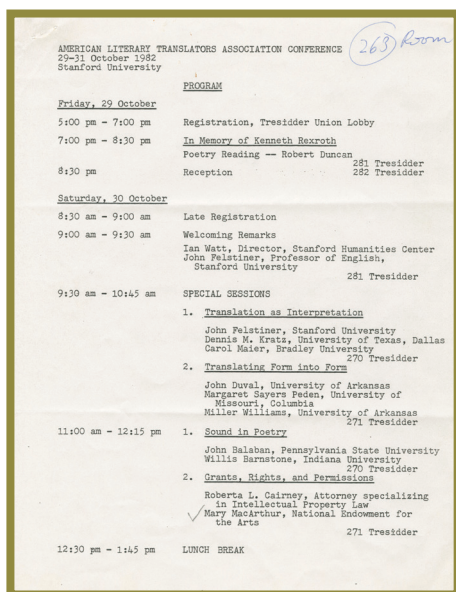 AMERICAN LITERARY TRANSLATORS ASSOCIATION CONFERENCE
263 Room
29-31 October 1982
Stanford University
PROGRAM
Friday, 29 October
5:00 pm - 7:00 pm Registration, Tresidder Union Lobby
7:00 pm - 8:30 pm In Memory of Kenneth Rexroth
Poetry Reading -- Robert Duncan
281 Tresidder
8:30 pm Reception 282 Tresidder
Saturday, 30 October
8:30 am - 9:00 am Late Registration
9:00 am - 9:30 am Welcoming Remarks
Ian Watt, Director, Stanford Humanities Center
John Felstiner, Professor of English,
Stanford University
281 Tresidder
9:30 am - 10:45 am SPECIAL SESSIONS
1. Translation as Interpretation
John Felstiner, Stanford University
Dennis M. Kratz, University of Texas, Dallas
Carol Maier, Bradley University
270 Tresidder
2. Translating Form into Form
John Duval, University of Arkansas
Margaret Sayers Peden, University of
Missouri, Columbia
Miller Williams, University of Arkansas
271 Tresidder
11:00 am - 12:15 pm 1. Sound in Poetry
John Balaban, Pennsylvania State University
Willis Barnstone, Indiana University
270 Tresidder
2. Grants, Rights, and Permissions
Roberta L. Cairney, Attorney specializing
in Intellectual Property Law
Mary MacArthur, National Endowment for
the Arts
271 Tresidder
12:30 pm - 1:45 pm LUNCH BREAK